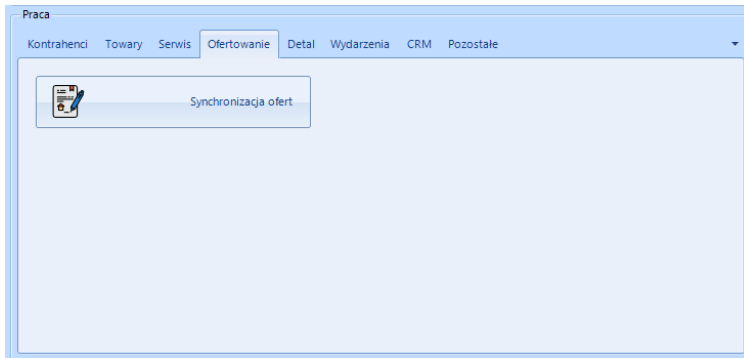 Praca
Kontrahenci Towary Serwis Ofertowanie Detal Wydarzenia CRM Pozostałe
Synchronizacja ofert